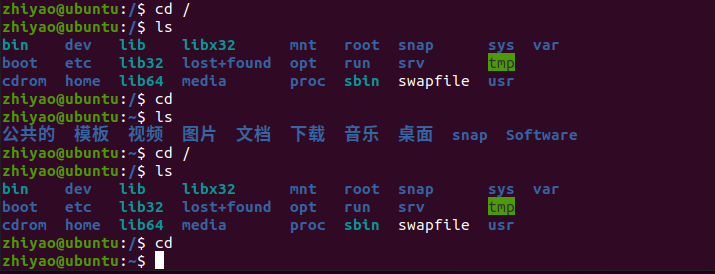 zhiyao@ubuntu:/$ cd /
zhiyao@ubuntu:/$ ls
bin dev lib libx32 mnt root snap sys var
boot etc lib32 lost+found opt run srv tmp
cdrom home lib64 media proc sbin swapfile usr
zhiyao@ubuntu:/$ cd
zhiyao@ubuntu:~$ ls
公共的 模板 视频 图片 文档 下载 音乐 桌面 snap Software
zhiyao@ubuntu:~$ cd /
zhiyao@ubuntu:/$ ls
bin dev lib libx32 mnt root snap sys var
boot etc lib32 lost+found opt run srv tmp
cdrom home lib64 media proc sbin swapfile usr
zhiyao@ubuntu:/$ cd
zhiyao@ubuntu:~$